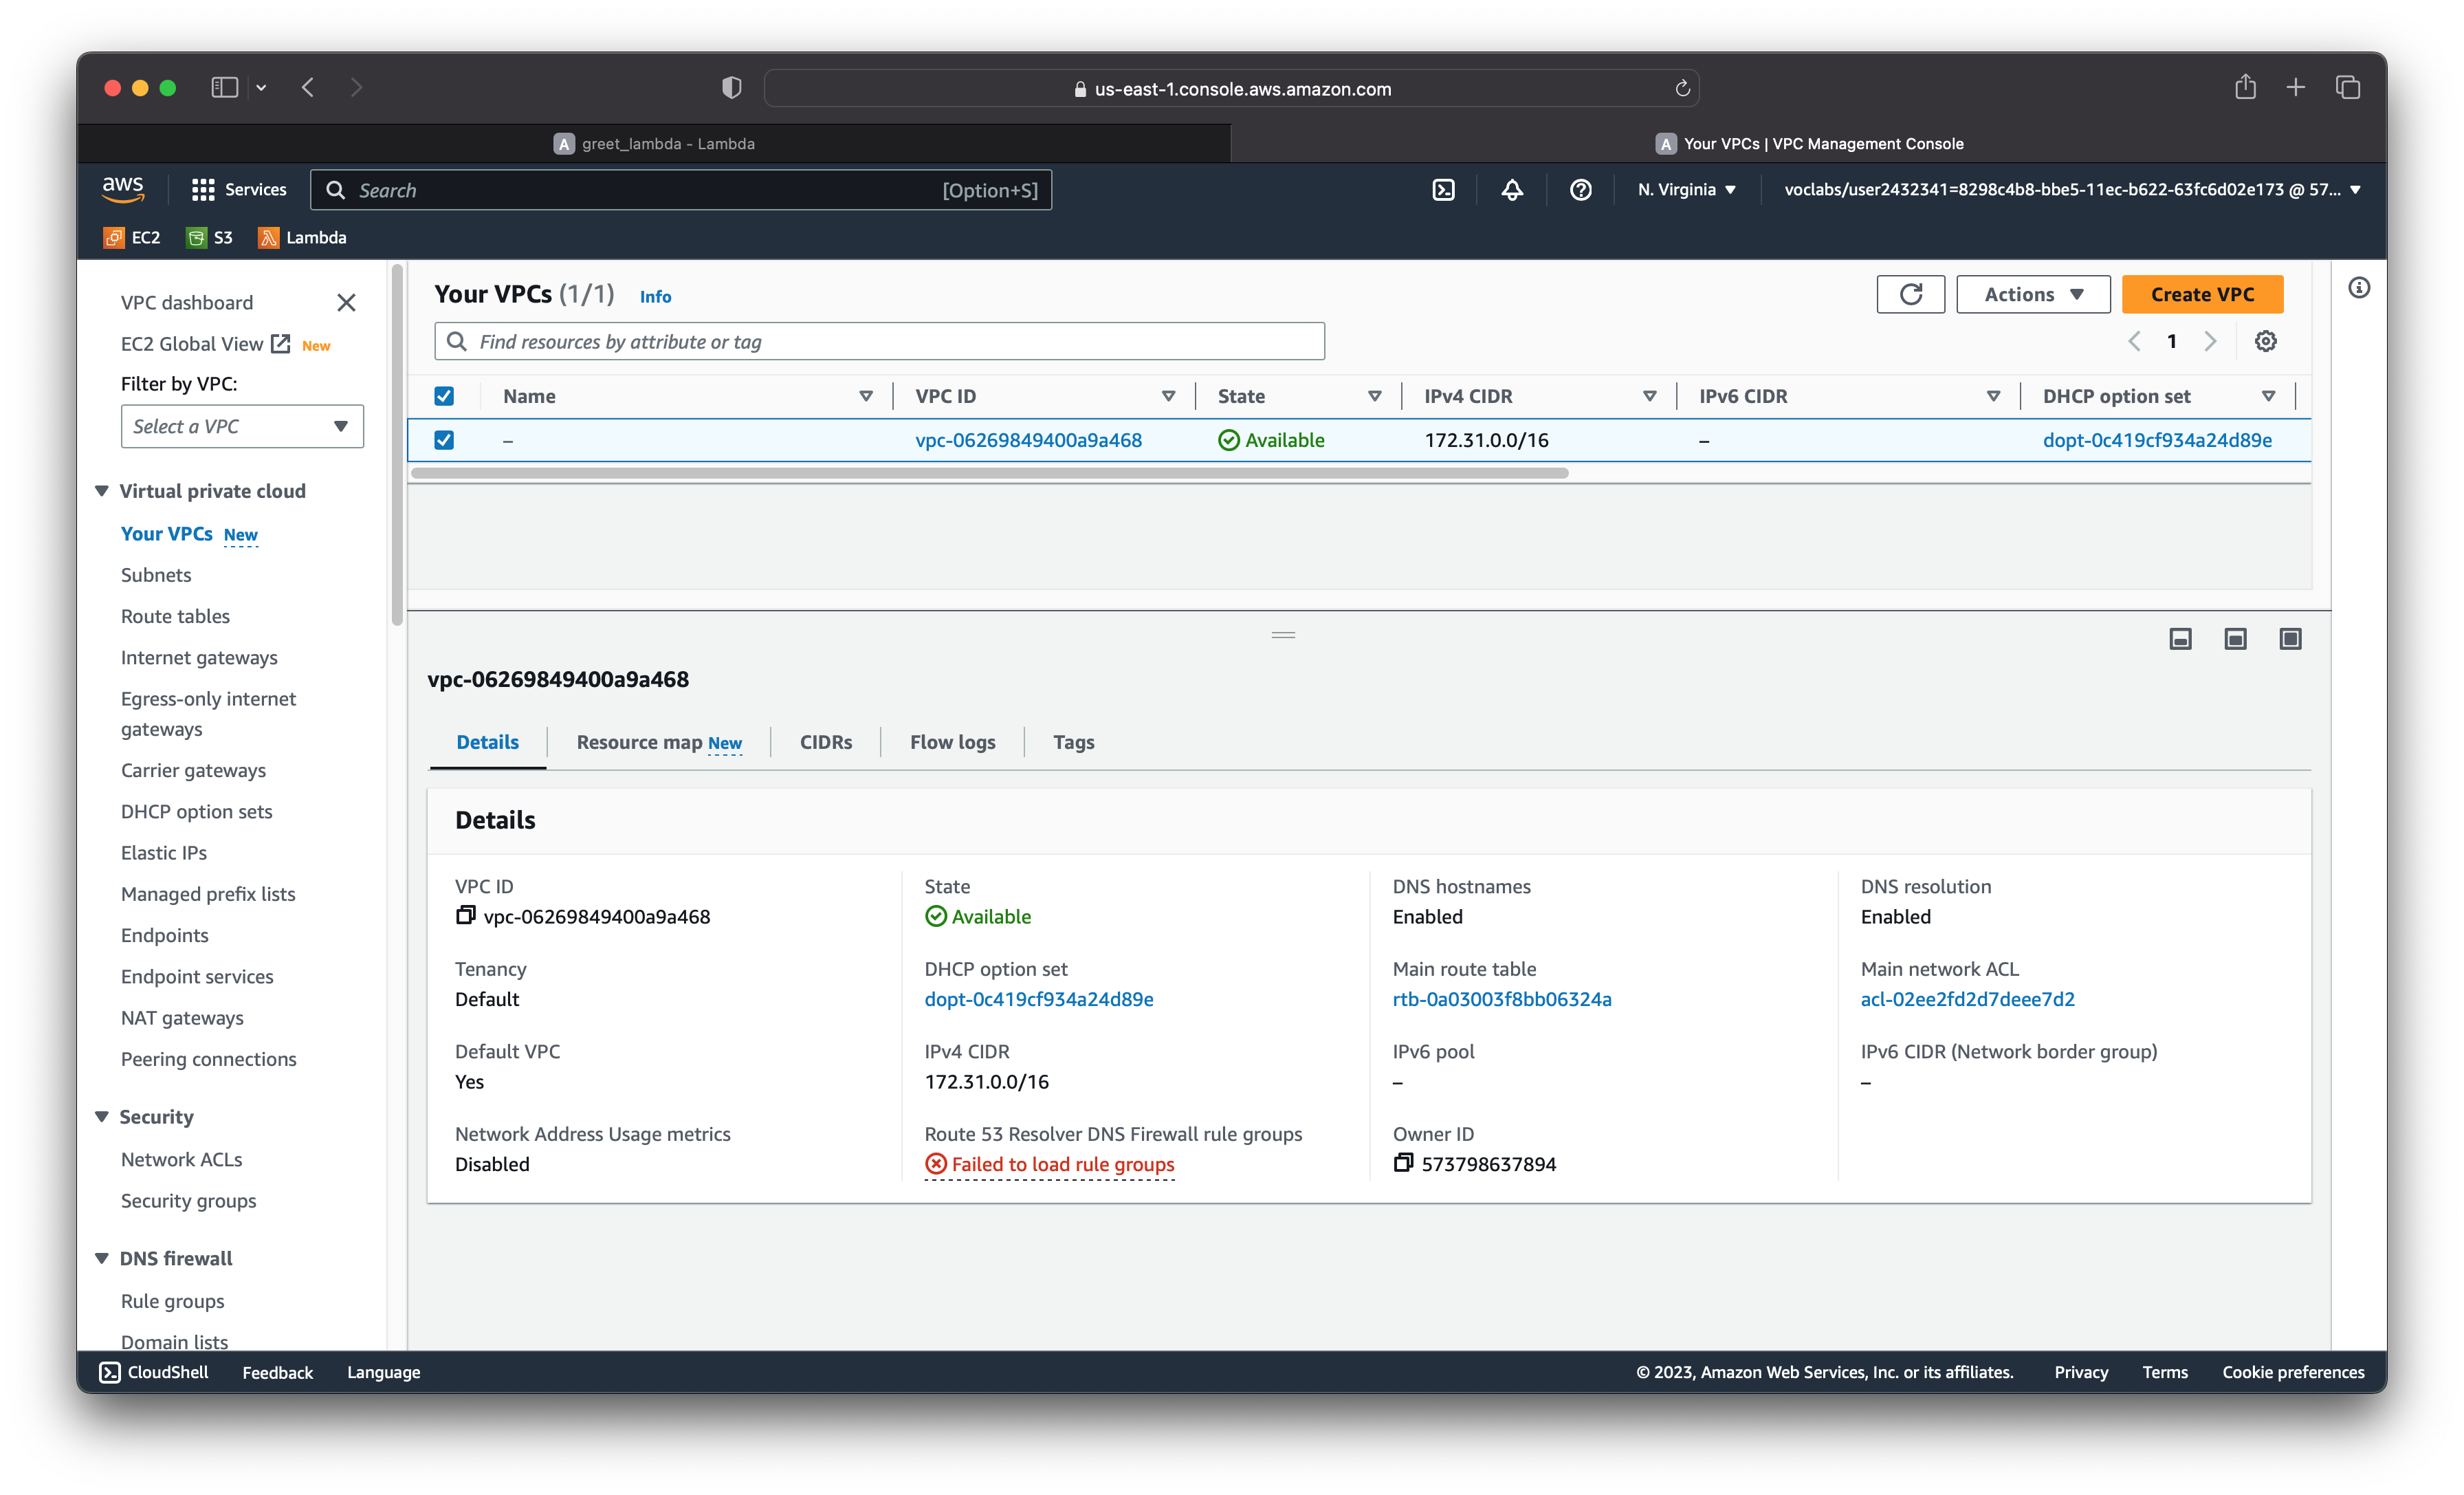 us-east-1.console.aws.amazon.com
A greet_lambda - Lambda
A Your VPCs | VPC Management Console
aws
Services
Search [Option+S]
N. Virginia
voclabs/user2432341=8298c4b8-bbe5-11ec-b622-63fc6d02e173 @ 57...
EC2 S3 Lambda
VPC dashboard
EC2 Global View New
Filter by VPC:
Select a VPC
Virtual private cloud
Your VPCs New
Subnets
Route tables
Internet gateways
Egress-only internet
gateways
Carrier gateways
DHCP option sets
Elastic IPs
Managed prefix lists
Endpoints
Endpoint services
NAT gateways
Peering connections
Security
Network ACLs
Security groups
DNS firewall
Rule groups
Domain lists
Your VPCs (1/1) Info
Actions
Create VPC
Find resources by attribute or tag
1
Name VPC ID State IPv4 CIDR IPv6 CIDR DHCP option set
– vpc-06269849400a9a468 Available 172.31.0.0/16 – dopt-0c419cf934a24d89e
vpc-06269849400a9a468
Details Resource map New CIDRs Flow logs Tags
Details
VPC ID
vpc-06269849400a9a468
State
Available
DNS hostnames
Enabled
DNS resolution
Enabled
Tenancy
Default
DHCP option set
dopt-0c419cf934a24d89e
Main route table
rtb-0a03003f8bb06324a
Main network ACL
acl-02ee2fd2d7deee7d2
Default VPC
Yes
IPv4 CIDR
172.31.0.0/16
IPv6 pool
–
IPv6 CIDR (Network border group)
–
Network Address Usage metrics
Disabled
Route 53 Resolver DNS Firewall rule groups
Failed to load rule groups
Owner ID
573798637894
CloudShell Feedback Language
© 2023, Amazon Web Services, Inc. or its affiliates. Privacy Terms Cookie preferences